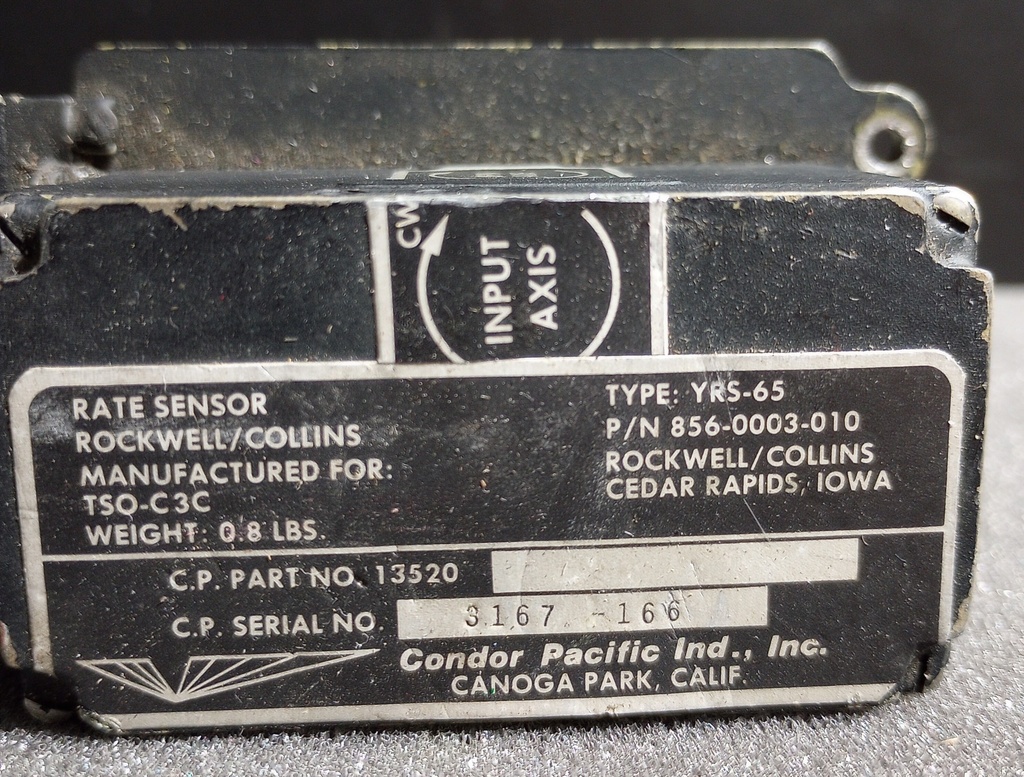 CW
INPUT
AXIS
RATE SENSOR
ROCKWELL/COLLINS
MANUFACTURED FOR:
TSO-C3C
WEIGHT: 0.8 LBS.
TYPE: YRS-65
P/N 856-0003-010
ROCKWELL/COLLINS
CEDAR RAPIDS, IOWA
C.P. PART NO. 13520
C.P. SERIAL NO. 3167 -166
Condor Pacific Ind., Inc.
CANOGA PARK, CALIF.